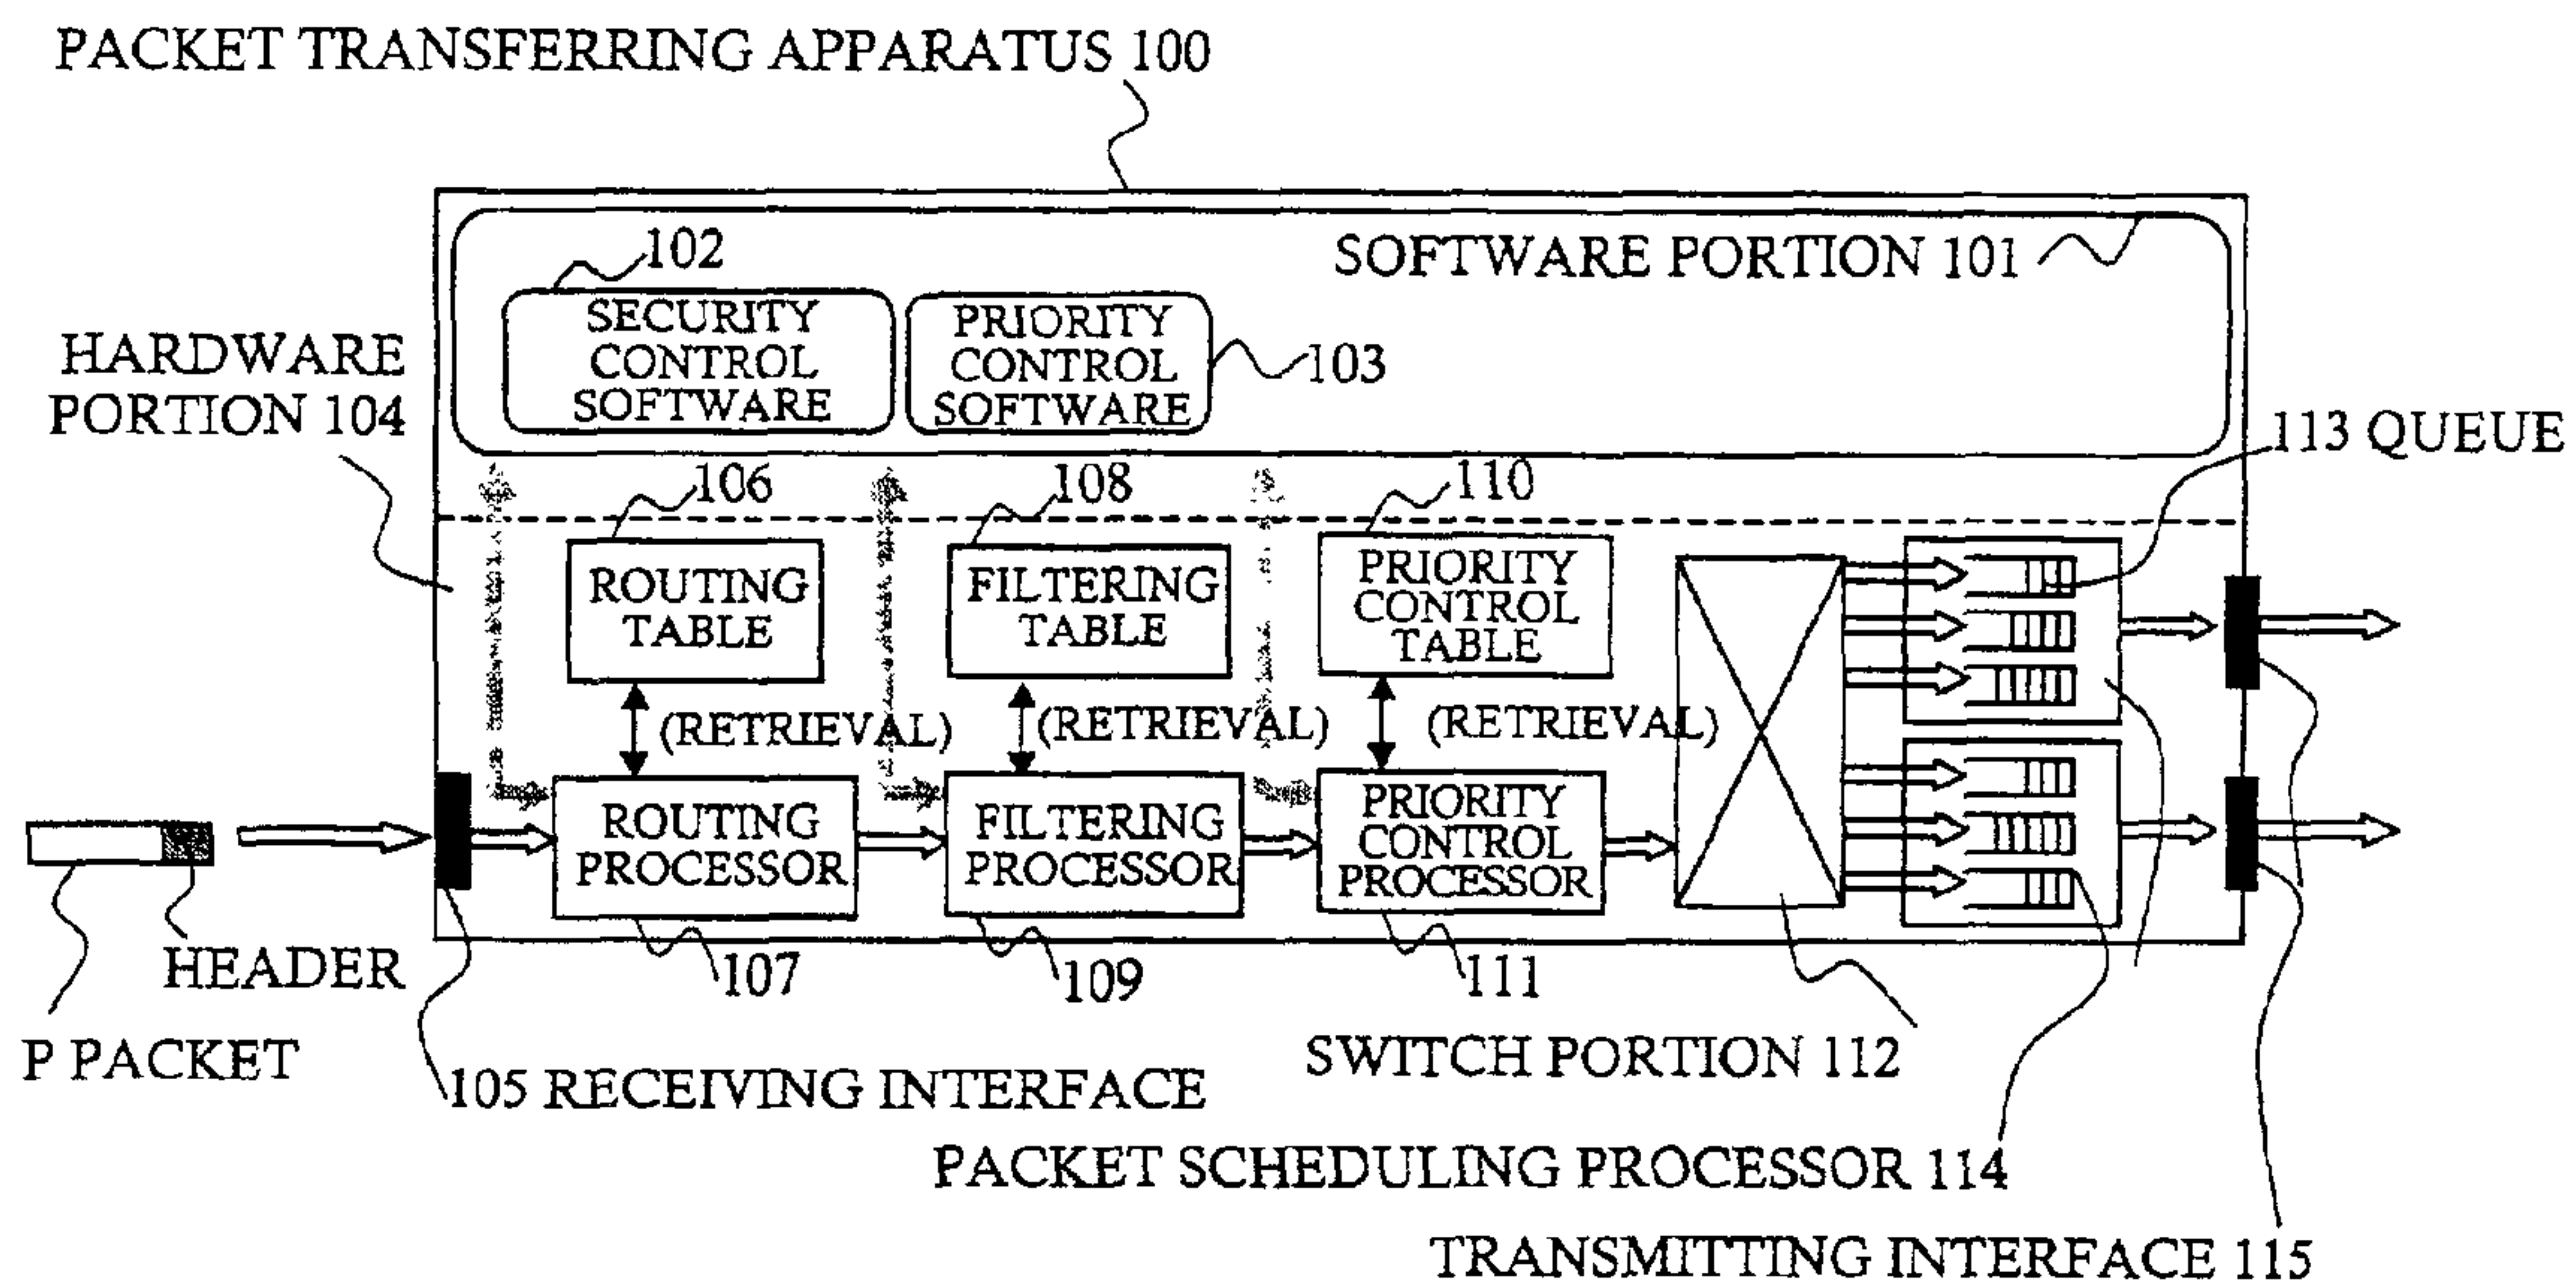 PACKET TRANSFERRING APPARATUS 100
SOFTWARE PORTION 101
102
SECURITY
CONTROL
SOFTWARE
PRIORITY
CONTROL
SOFTWARE
103
HARDWARE
PORTION 104
113 QUEUE
106
108
110
ROUTING
TABLE
FILTERING
TABLE
PRIORITY
CONTROL
TABLE
(RETRIEVAL)
(RETRIEVAL)
(RETRIEVAL)
ROUTING
PROCESSOR
FILTERING
PROCESSOR
PRIORITY
CONTROL
PROCESSOR
HEADER
107
109
111
P PACKET
105 RECEIVING INTERFACE
SWITCH PORTION 112
PACKET SCHEDULING PROCESSOR 114
TRANSMITTING INTERFACE 115